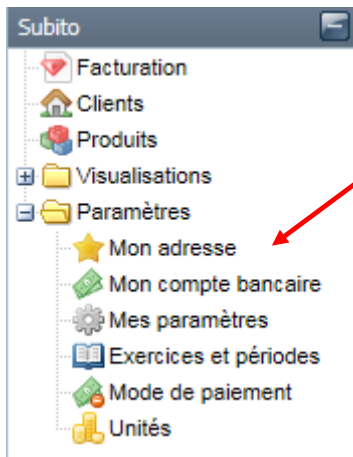 Subito
Facturation
Clients
Produits
Visualisations
Paramètres
Mon adresse
Mon compte bancaire
Mes paramètres
Exercices et périodes
Mode de paiement
Unités